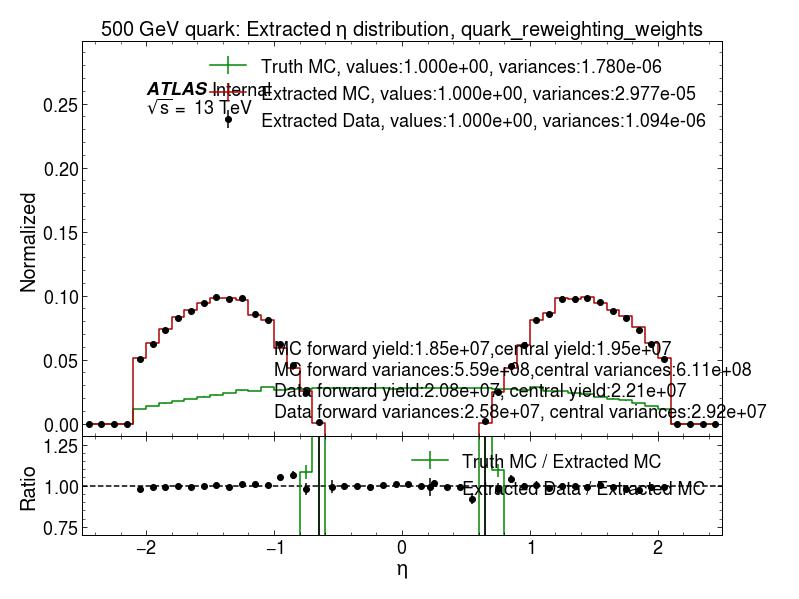 500 GeV quark: Extracted η distribution, quark_reweighting_weights
Truth MC, values:1.000e+00, variances:1.780e-06
ATLAS Internal
Extracted MC, values:1.000e+00, variances:2.977e-05
√s = 13 TeV
Extracted Data, values:1.000e+00, variances:1.094e-06
0.25
0.20
0.15
0.10
0.05
0.00
Normalized
MC forward yield:1.85e+07,central yield:1.95e+07
MC forward variances:5.59e+08,central variances:6.11e+08
Data forward yield:2.08e+07, central yield:2.21e+07
Data forward variances:2.58e+07, central variances:2.92e+07
1.25
1.00
0.75
Ratio
Truth MC / Extracted MC
Extracted Data / Extracted MC
−2 −1 0 1 2
η